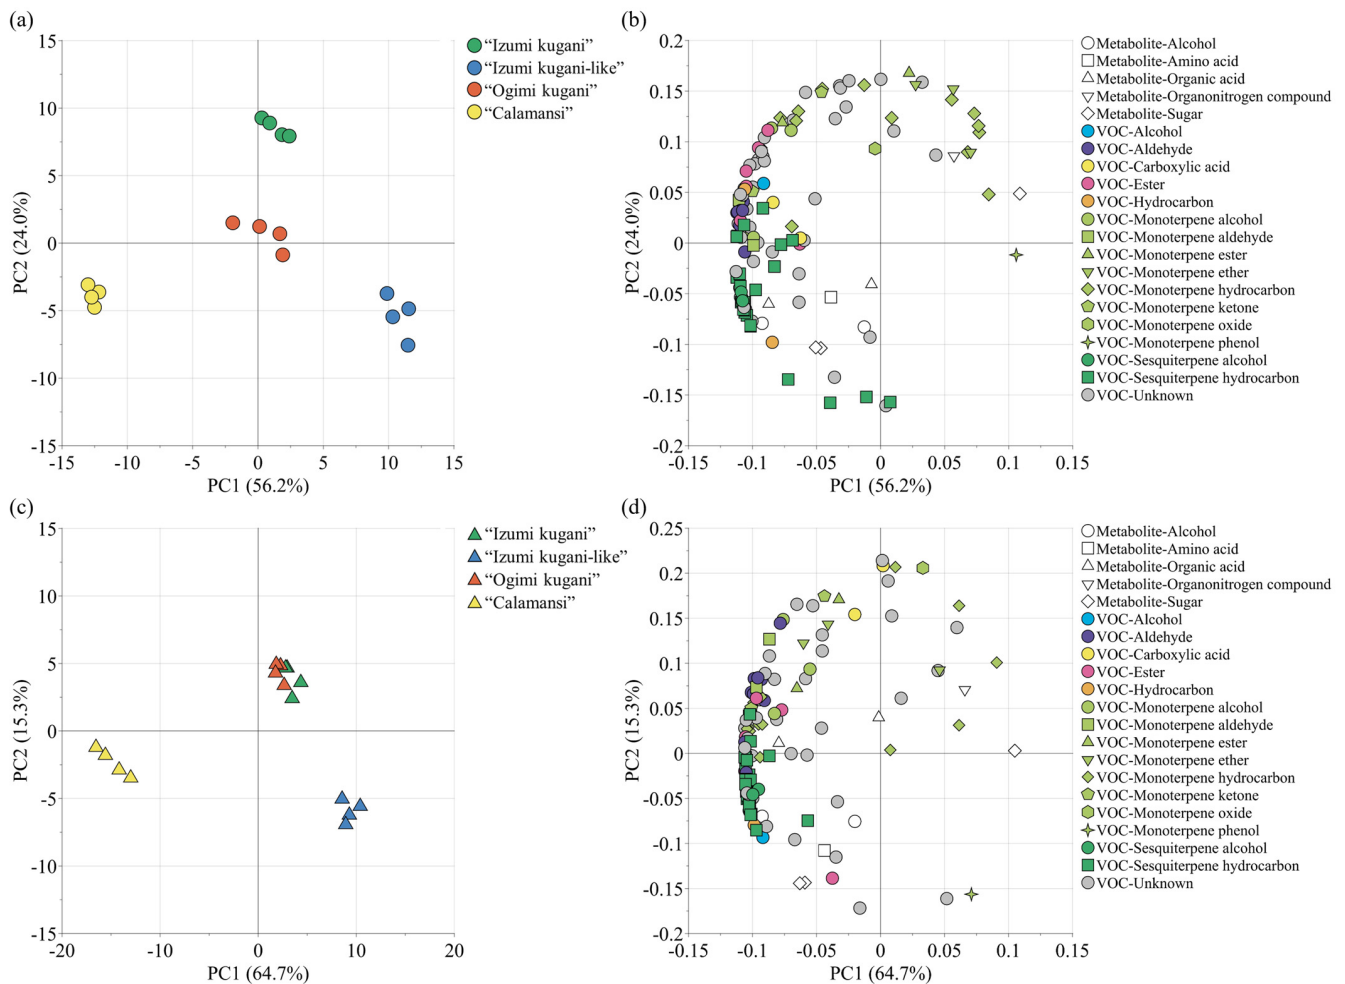 (a)
15
10
5
0
-5
-10
-15
-15 -10 -5 0 5 10 15
PC1 (56.2%)
PC2 (24.0%)
“Izumi kugani”
“Izumi kugani-like”
“Ogimi kugani”
“Calamansi”
(b)
0.2
0.15
0.1
0.05
0
-0.05
-0.1
-0.15
-0.2
-0.15 -0.1 -0.05 0 0.05 0.1 0.15
PC1 (56.2%)
PC2 (24.0%)
Metabolite-Alcohol
Metabolite-Amino acid
Metabolite-Organic acid
Metabolite-Organonitrogen compound
Metabolite-Sugar
VOC-Alcohol
VOC-Aldehyde
VOC-Carboxylic acid
VOC-Ester
VOC-Hydrocarbon
VOC-Monoterpene alcohol
VOC-Monoterpene aldehyde
VOC-Monoterpene ester
VOC-Monoterpene ether
VOC-Monoterpene hydrocarbon
VOC-Monoterpene ketone
VOC-Monoterpene oxide
VOC-Monoterpene phenol
VOC-Sesquiterpene alcohol
VOC-Sesquiterpene hydrocarbon
VOC-Unknown
(c)
15
10
5
0
-5
-10
-15
-20 -10 0 10 20
PC1 (64.7%)
PC2 (15.3%)
“Izumi kugani”
“Izumi kugani-like”
“Ogimi kugani”
“Calamansi”
(d)
0.25
0.2
0.15
0.1
0.05
0
-0.05
-0.1
-0.15
-0.2
-0.15 -0.1 -0.05 0 0.05 0.1 0.15
PC1 (64.7%)
PC2 (15.3%)
Metabolite-Alcohol
Metabolite-Amino acid
Metabolite-Organic acid
Metabolite-Organonitrogen compound
Metabolite-Sugar
VOC-Alcohol
VOC-Aldehyde
VOC-Carboxylic acid
VOC-Ester
VOC-Hydrocarbon
VOC-Monoterpene alcohol
VOC-Monoterpene aldehyde
VOC-Monoterpene ester
VOC-Monoterpene ether
VOC-Monoterpene hydrocarbon
VOC-Monoterpene ketone
VOC-Monoterpene oxide
VOC-Monoterpene phenol
VOC-Sesquiterpene alcohol
VOC-Sesquiterpene hydrocarbon
VOC-Unknown